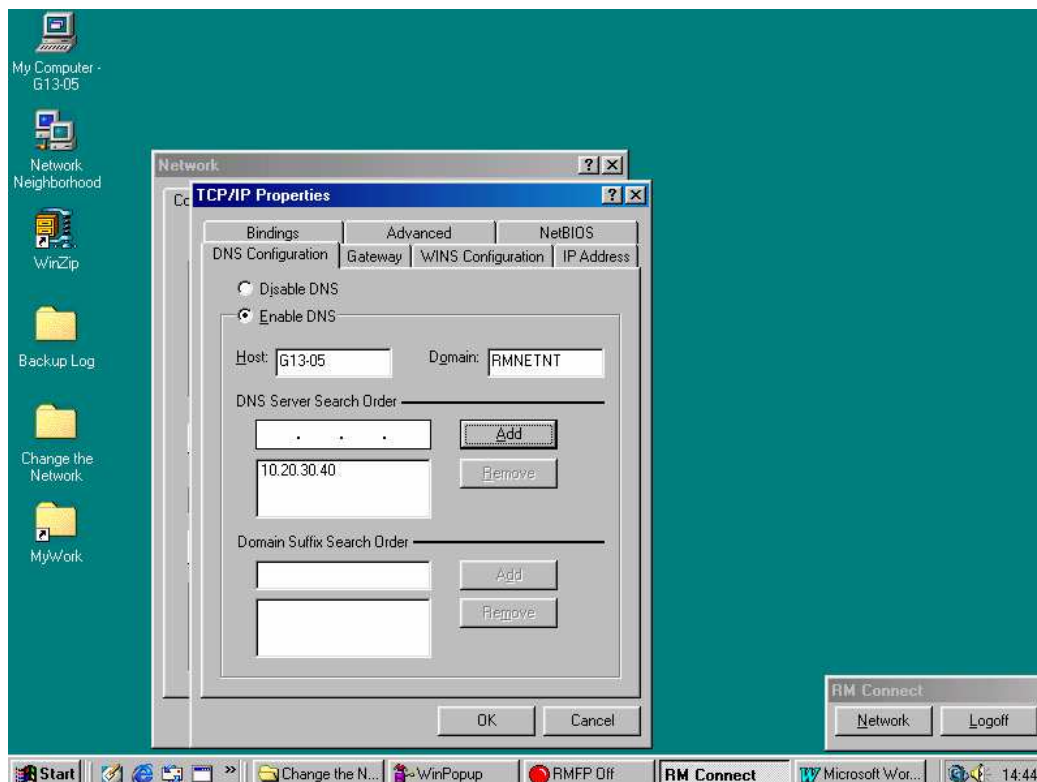 My Computer -
G13-05
Network
Neighborhood
WinZip
Backup Log
Change the
Network
MyWork
Network
Co
TCP/IP Properties
Bindings
Advanced
NetBIOS
DNS Configuration
Gateway
WINS Configuration
IP Address
Disable DNS
Enable DNS
Host:
G13-05
Domain:
RMNETNT
DNS Server Search Order
. . .
Add
10.20.30.40
Remove
Domain Suffix Search Order
Add
Remove
OK
Cancel
RM Connect
Network
Logoff
Start
»
Change the N...
WinPopup
RMFP Off
RM Connect
Microsoft Wor...
14:44